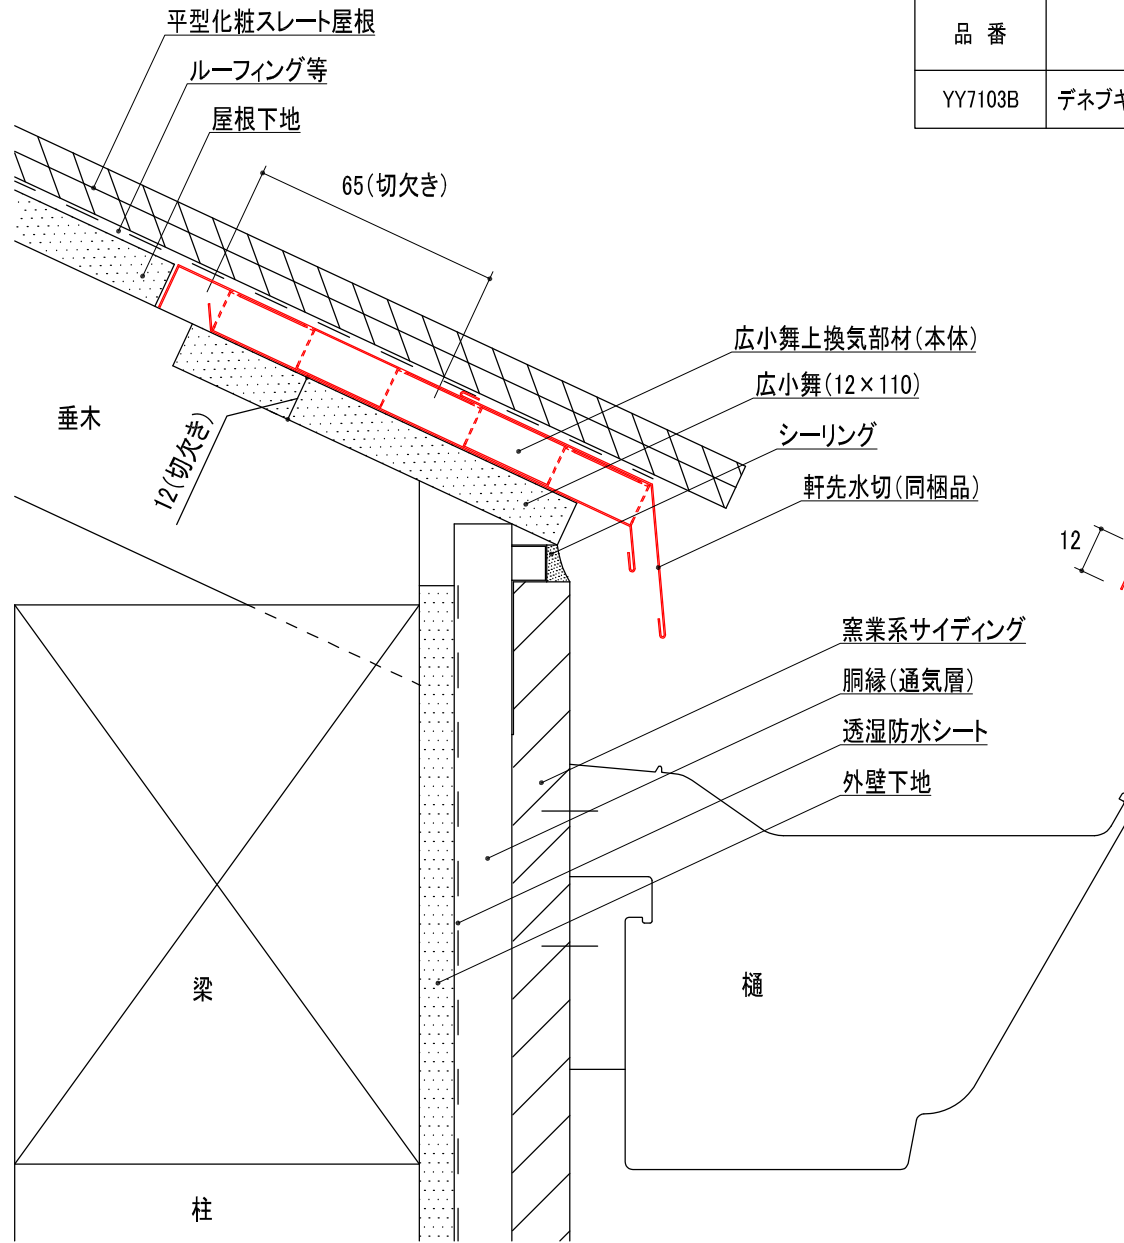 平型化粧スレート屋根
ルーフィング等
屋根下地
品 番
YY7103B
デネブキ
65(切欠き)
広小舞上換気部材(本体)
広小舞(12×110)
シーリング
軒先水切(同梱品)
垂木
12(切欠き)
12
窯業系サイディング
胴縁(通気層)
透湿防水シート
外壁下地
梁
樋
柱